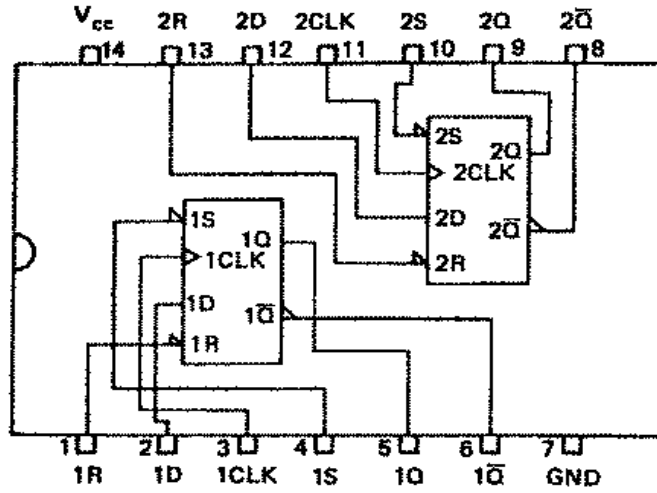 Vcc 2R 2D 2CLK 2S 2Q 2Q̅
14 13 12 11 10 9 8
2S
2Q
2CLK
2D
2Q̅
2R
1S
1Q
1CLK
1D
1Q̅
1R
1 2 3 4 5 6 7
1R 1D 1CLK 1S 1Q 1Q̅ GND